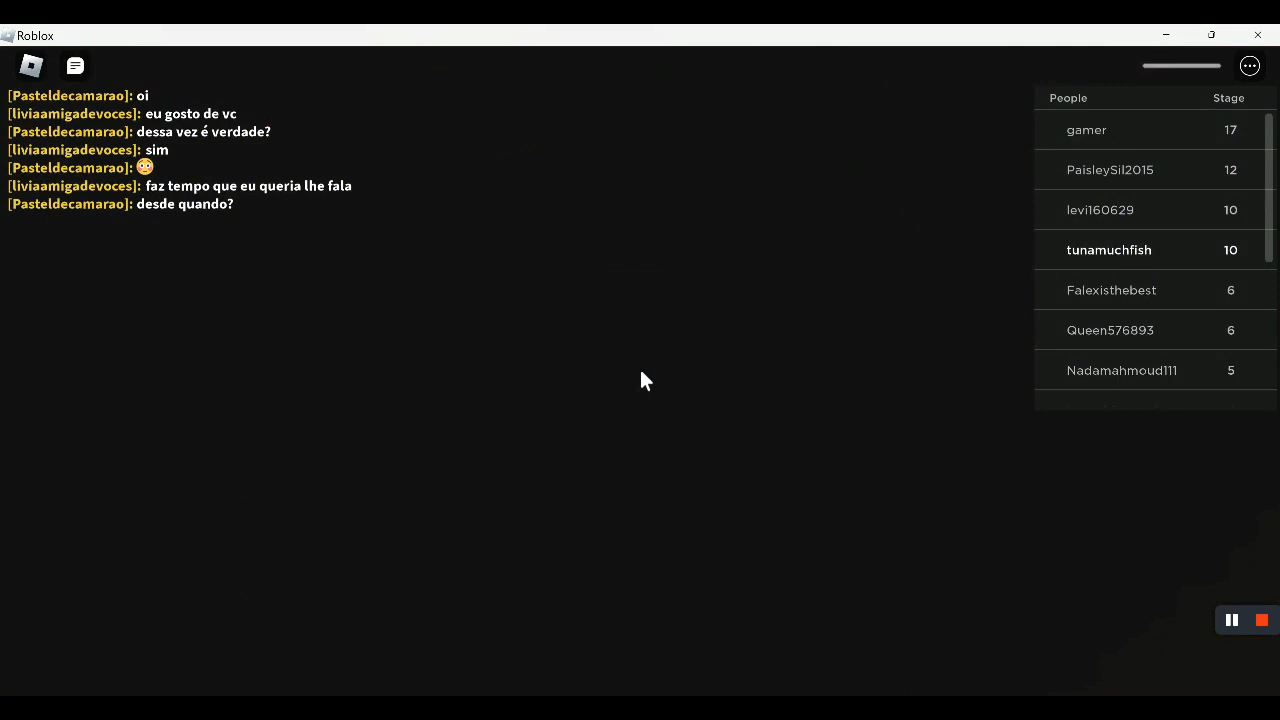 Roblox
[Pasteldecamarao]: oi
[liviaamigadevoces]: eu gosto de vc
[Pasteldecamarao]: dessa vez é verdade?
[liviaamigadevoces]: sim
[Pasteldecamarao]: 😳
[liviaamigadevoces]: faz tempo que eu queria lhe fala
[Pasteldecamarao]: desde quando?
People Stage
gamer 17
PaisleySil2015 12
levi160629 10
tunamuchfish 10
Falexisthebest 6
Queen576893 6
Nadamahmoud111 5